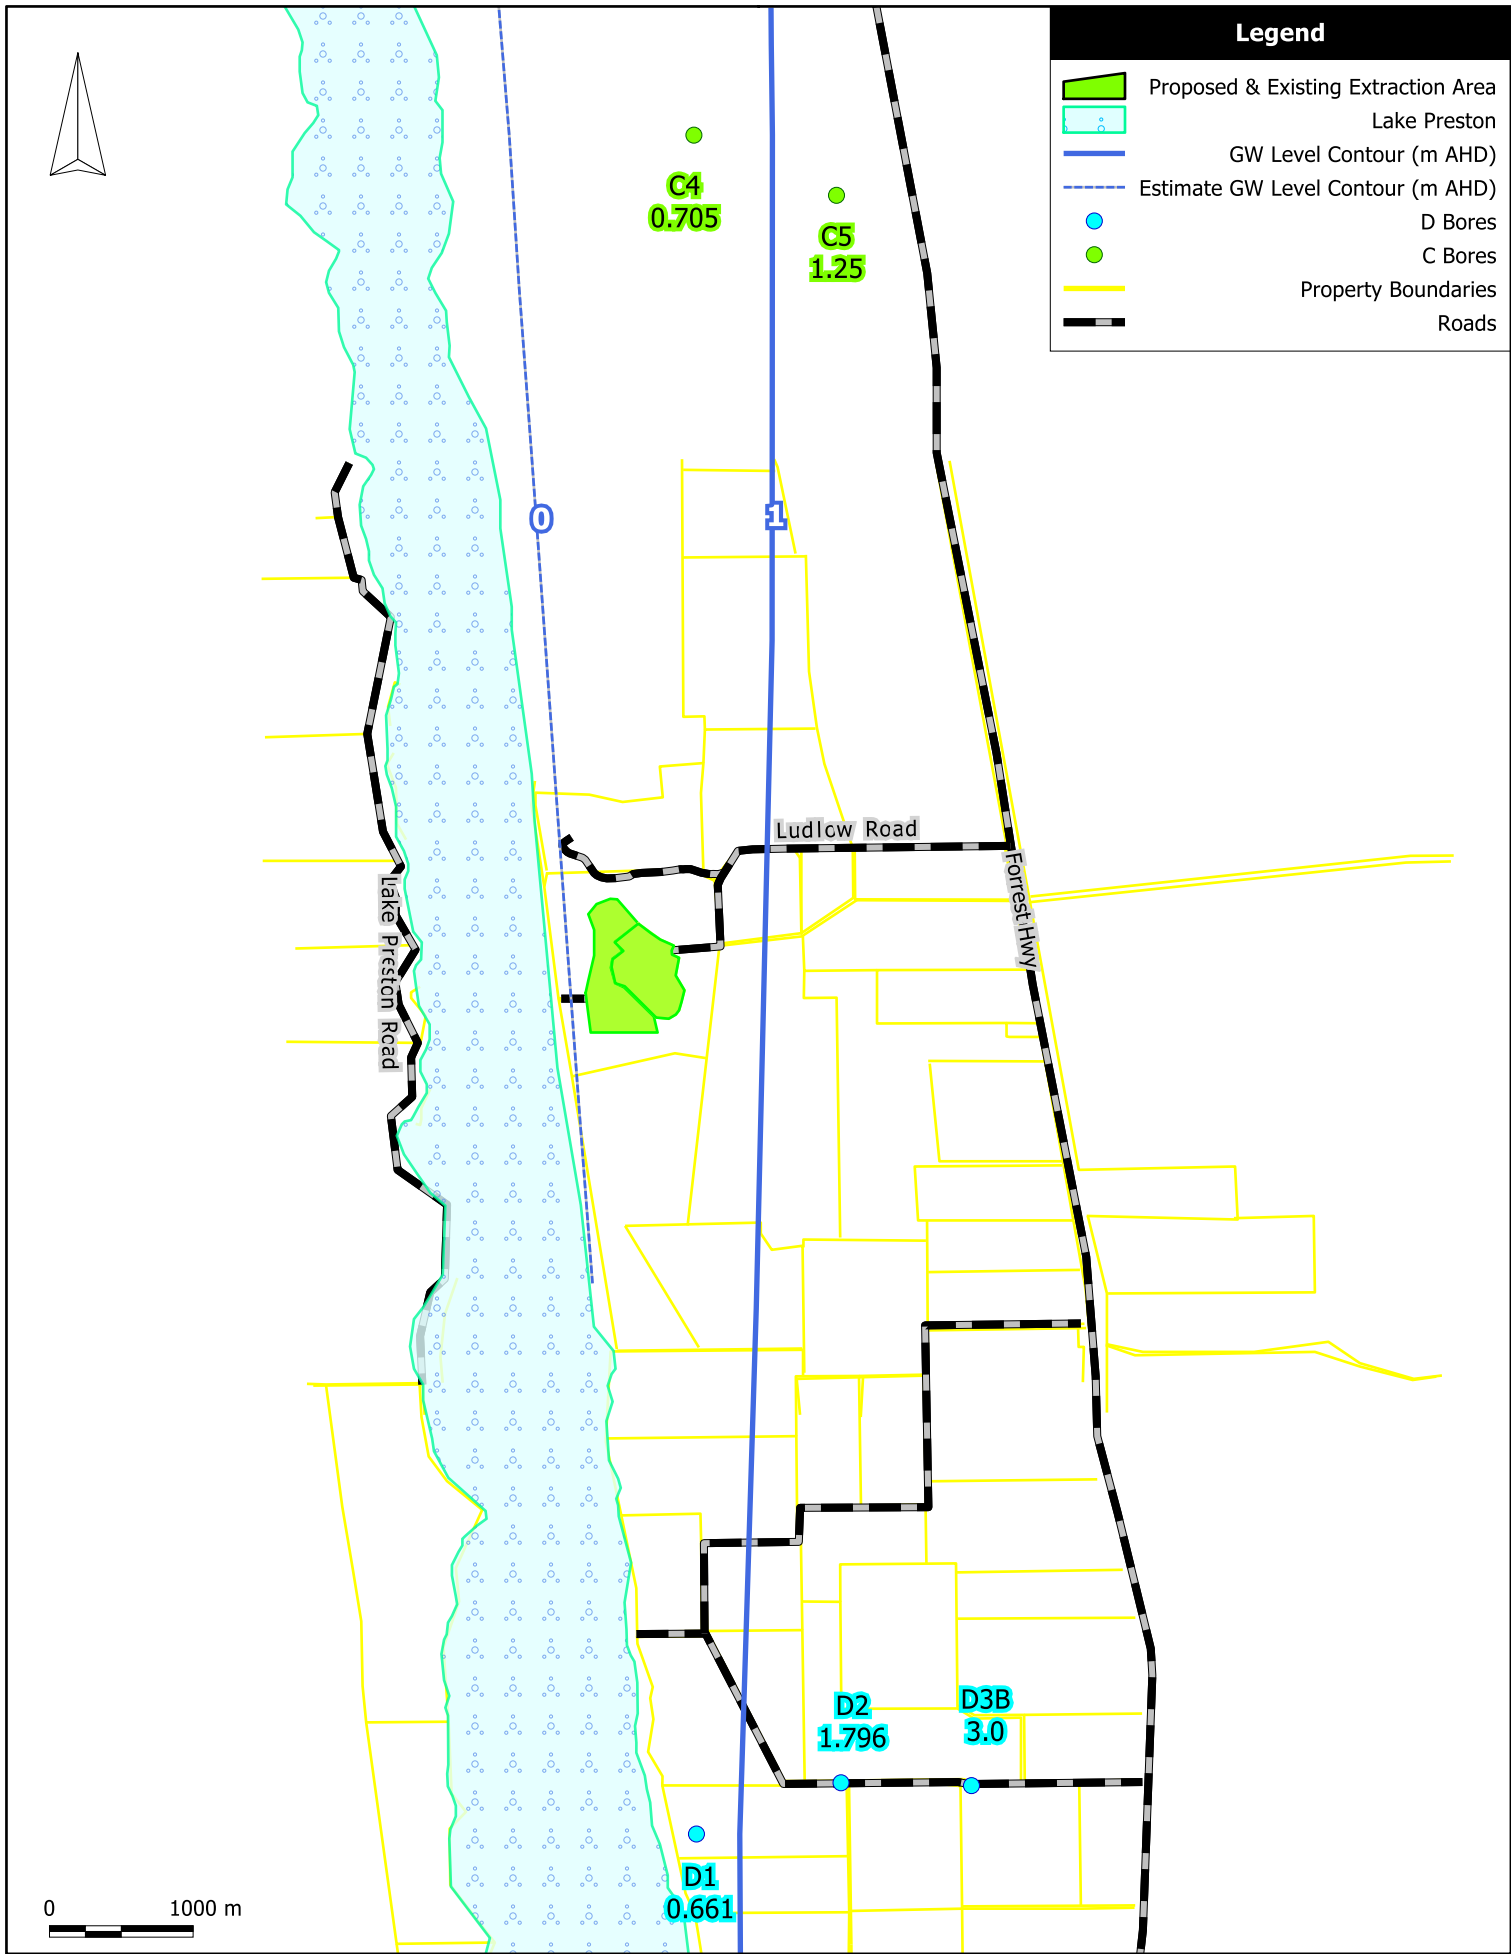 Legend
Proposed & Existing Extraction Area
Lake Preston
GW Level Contour (m AHD)
Estimate GW Level Contour (m AHD)
D Bores
C Bores
Property Boundaries
Roads
C4
0.705
C5
1.25
0
1
Ludlow Road
Forrest Hwy
Lake Preston Road
D2
1.796
D3B
3.0
D1
0.661
0 1000 m